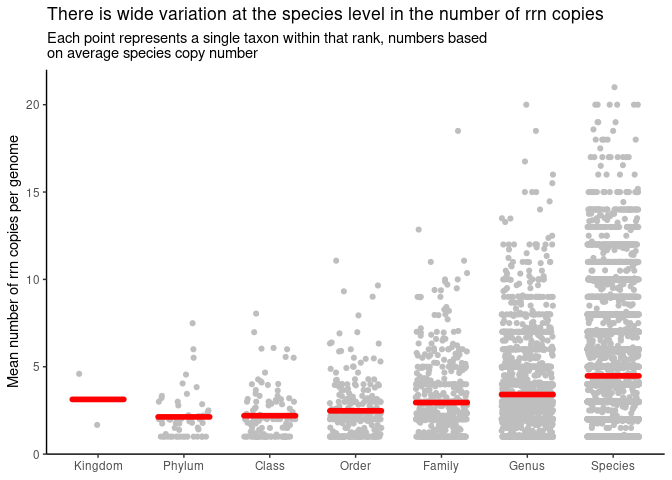 There is wide variation at the species level in the number of rrn copies
Each point represents a single taxon within that rank, numbers based
on average species copy number
Mean number of rrn copies per genome
20
15
10
5
0
Kingdom Phylum Class Order Family Genus Species